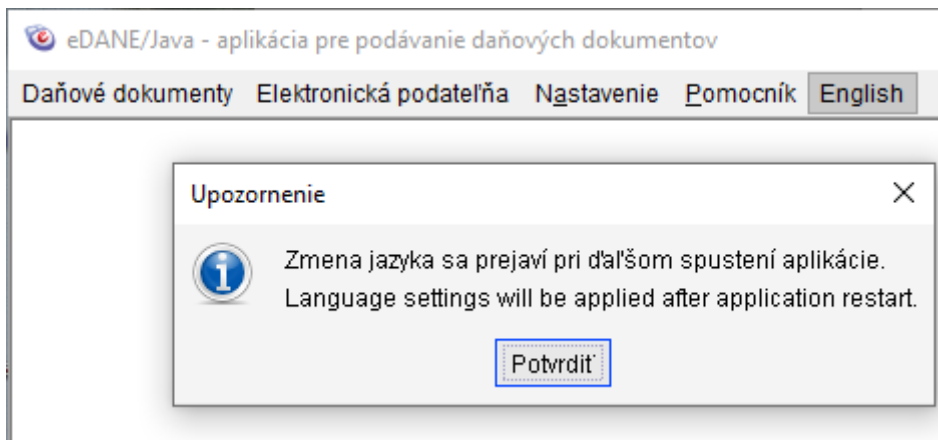 eDANE/Java - aplikácia pre podávanie daňových dokumentov
Daňové dokumenty Elektronická podateľňa Nastavenie Pomocník English
Upozornenie
Zmena jazyka sa prejaví pri ďaľšom spustení aplikácie.
Language settings will be applied after application restart.
Potvrdiť